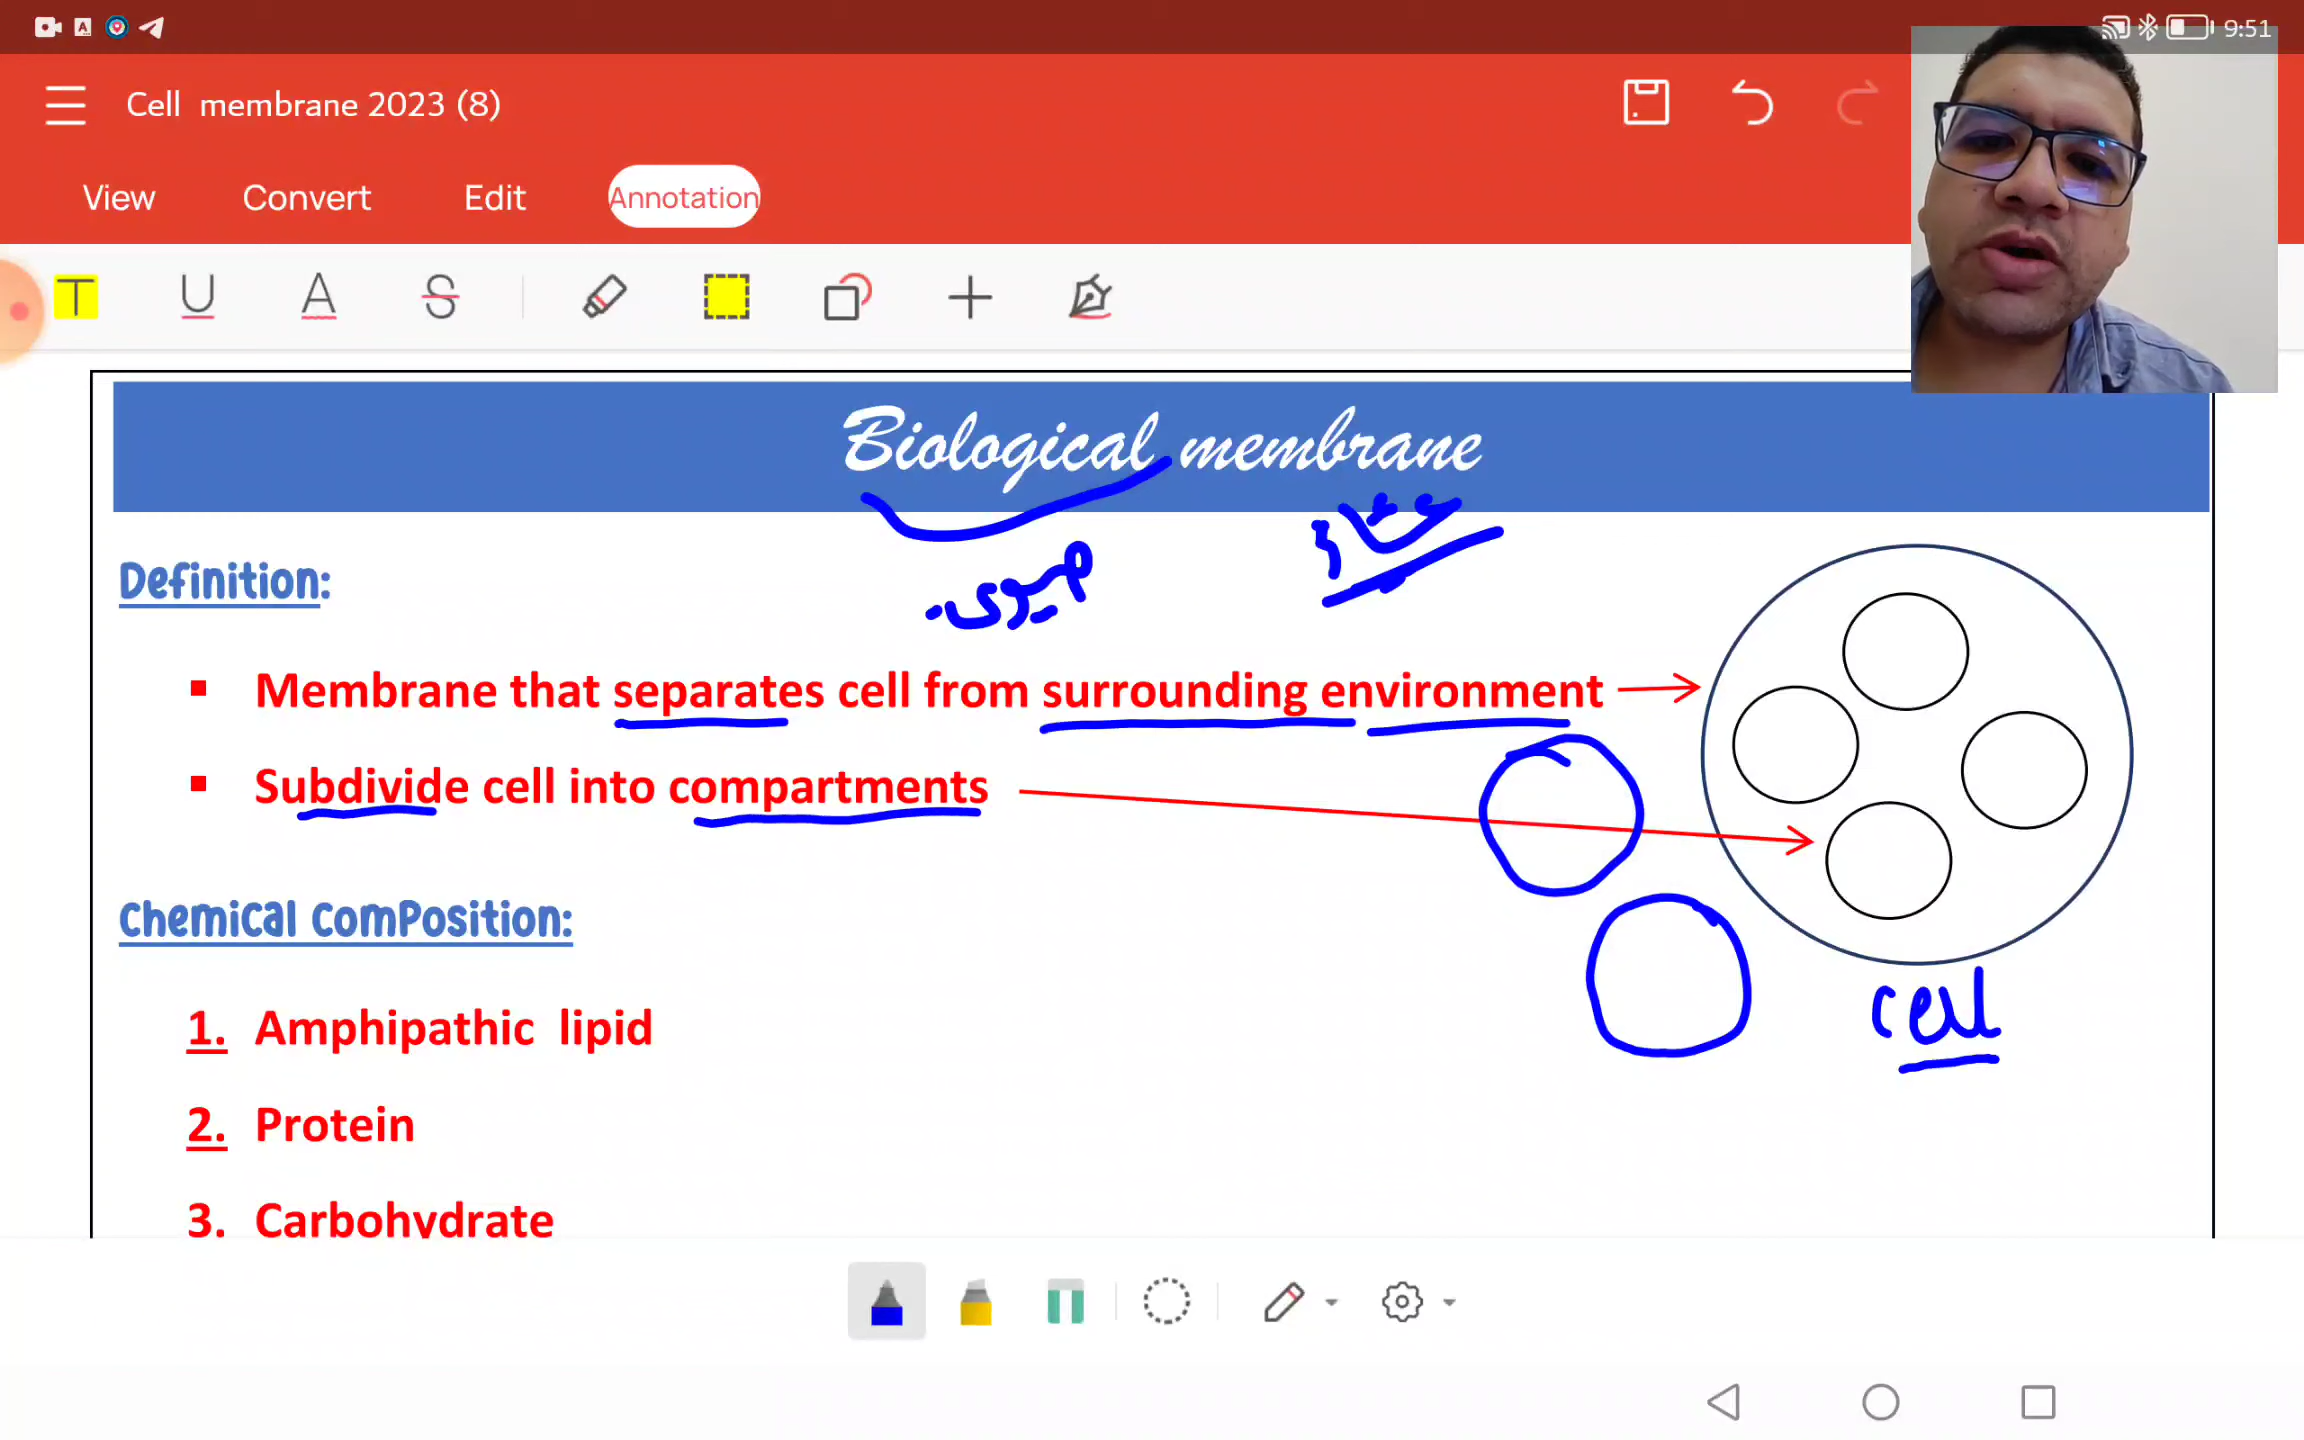 9:51
Cell membrane 2023 (8)
View Convert Edit Annotation
Biological membrane
Definition:
▪ Membrane that separates cell from surrounding environment
▪ Subdivide cell into compartments
Chemical Composition:
1. Amphipathic lipid
2. Protein
3. Carbohydrate
cell